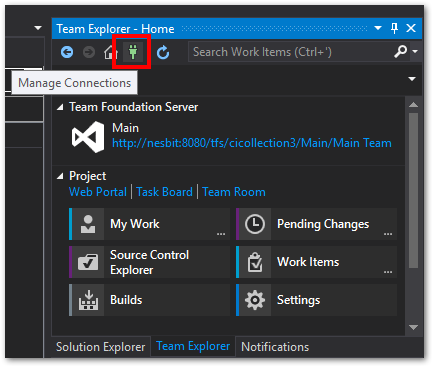 Team Explorer - Home
Search Work Items (Ctrl+')
Manage Connections
Team Foundation Server
Main
http://nesbit:8080/tfs/cicollection3/Main/Main Team
Project
Web Portal | Task Board | Team Room
My Work ...
Pending Changes ...
Source Control
Explorer
Work Items ...
Builds
Settings
Solution Explorer Team Explorer Notifications